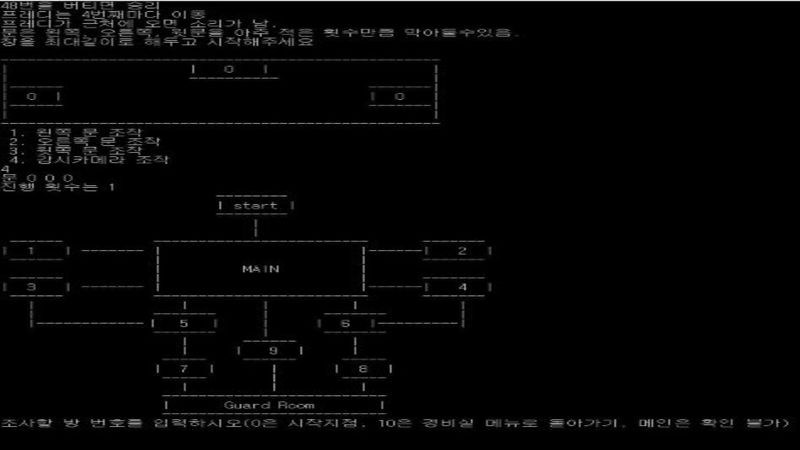 48번을 버티면 승리
프레디는 4번째마다 이동
프레디가 근처에 오면 소리가 남.
문은 왼쪽, 오른쪽, 윗문을 아주 적은 횟수만큼 막아둘수있음.
창을 최대길이로 해두고 시작해주세요
0
0 0
1. 왼쪽 문 조작
2. 오른쪽 문 조작
3. 윗쪽 문 조작
4. 감시카메라 조작
4
문 0 0 0
진행 횟수는 1
start
1 2
MAIN
3 4
5 6
9
7 8
Guard Room
조사할 방 번호를 입력하시오(0은 시작지점, 10은 경비실 메뉴로 돌아가기, 메인은 확인 불가)